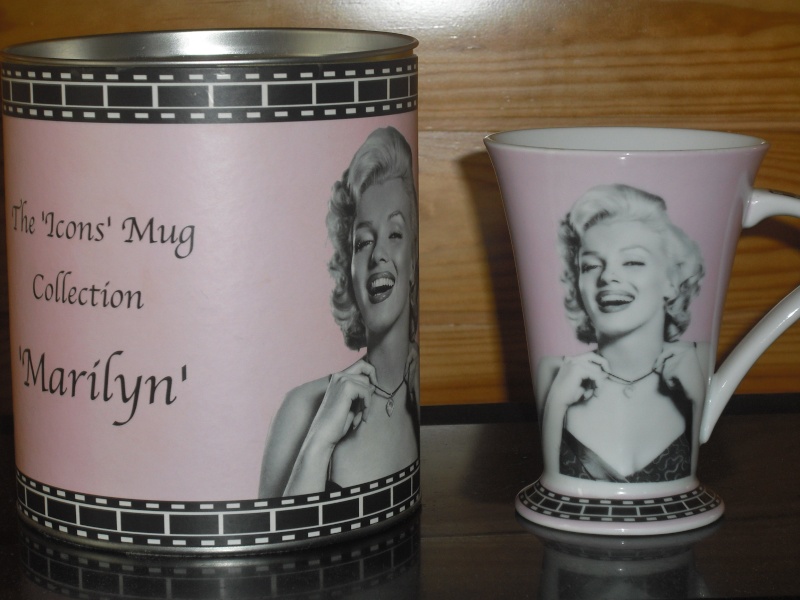 The 'Icons' Mug
Collection
'Marilyn'